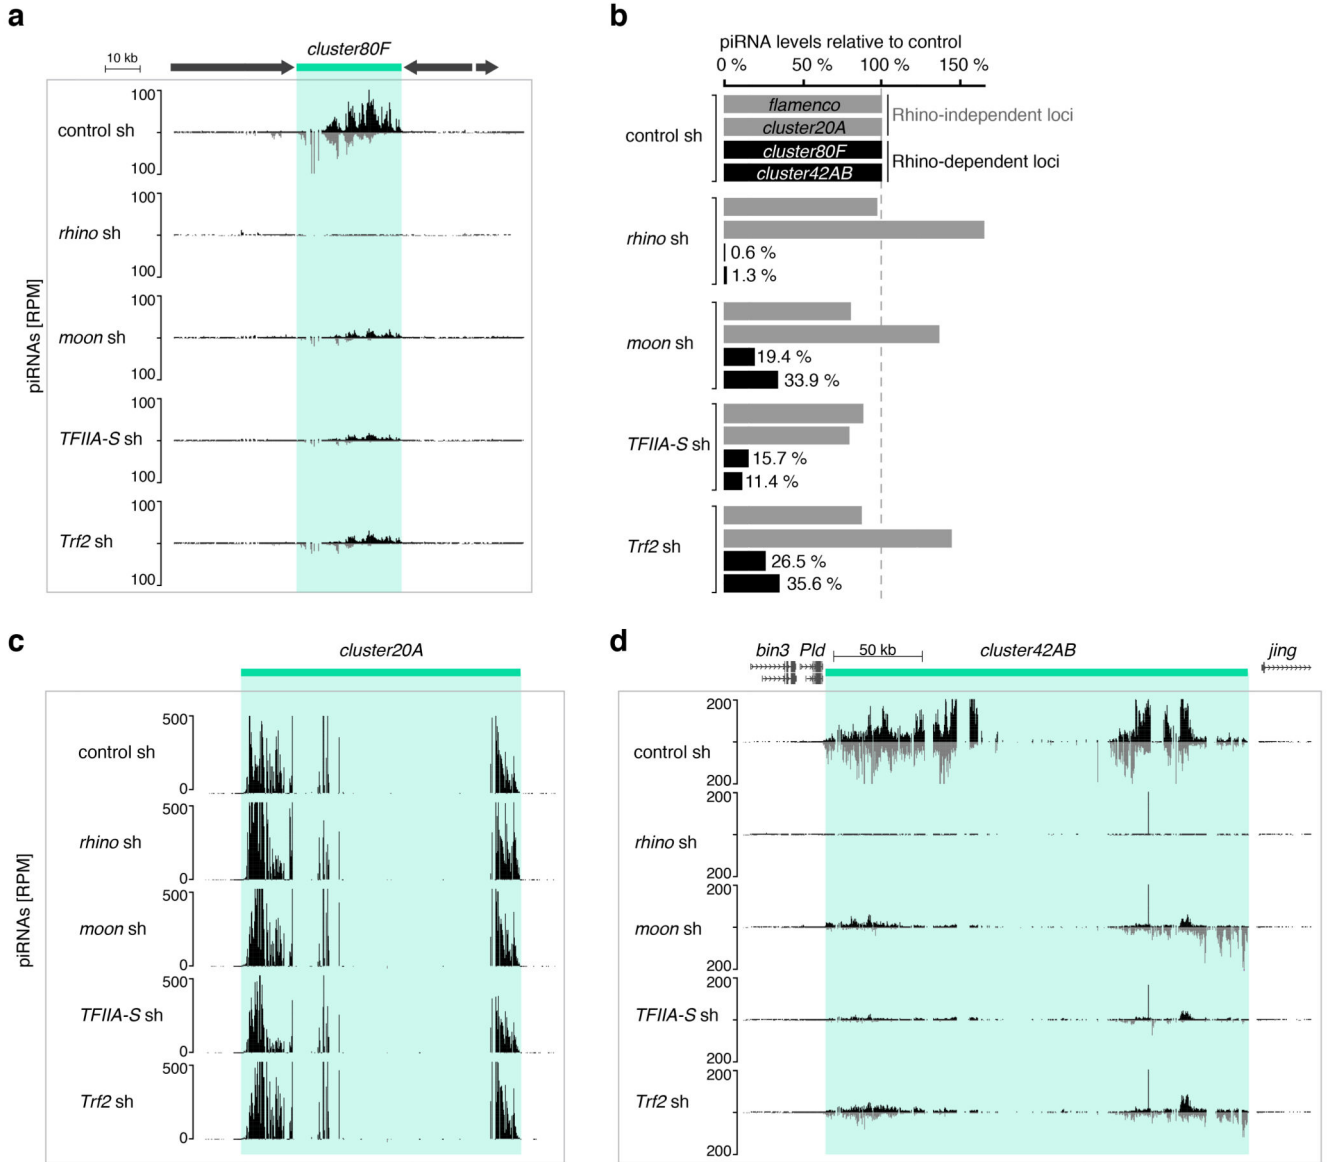 a
cluster80F
10 kb
piRNAs [RPM]
100
control sh
100
100
rhino sh
100
100
moon sh
100
100
TFIIA-S sh
100
100
Trf2 sh
100
b
piRNA levels relative to control
0 % 50 % 100 % 150 %
control sh
flamenco
cluster20A
Rhino-independent loci
cluster80F
cluster42AB
Rhino-dependent loci
rhino sh
0.6 %
1.3 %
moon sh
19.4 %
33.9 %
TFIIA-S sh
15.7 %
11.4 %
Trf2 sh
26.5 %
35.6 %
c
cluster20A
piRNAs [RPM]
500
control sh
0
500
rhino sh
0
500
moon sh
0
500
TFIIA-S sh
0
500
Trf2 sh
0
d
bin3 Pld 50 kb cluster42AB jing
200
control sh
200
200
rhino sh
200
200
moon sh
200
200
TFIIA-S sh
200
200
Trf2 sh
200